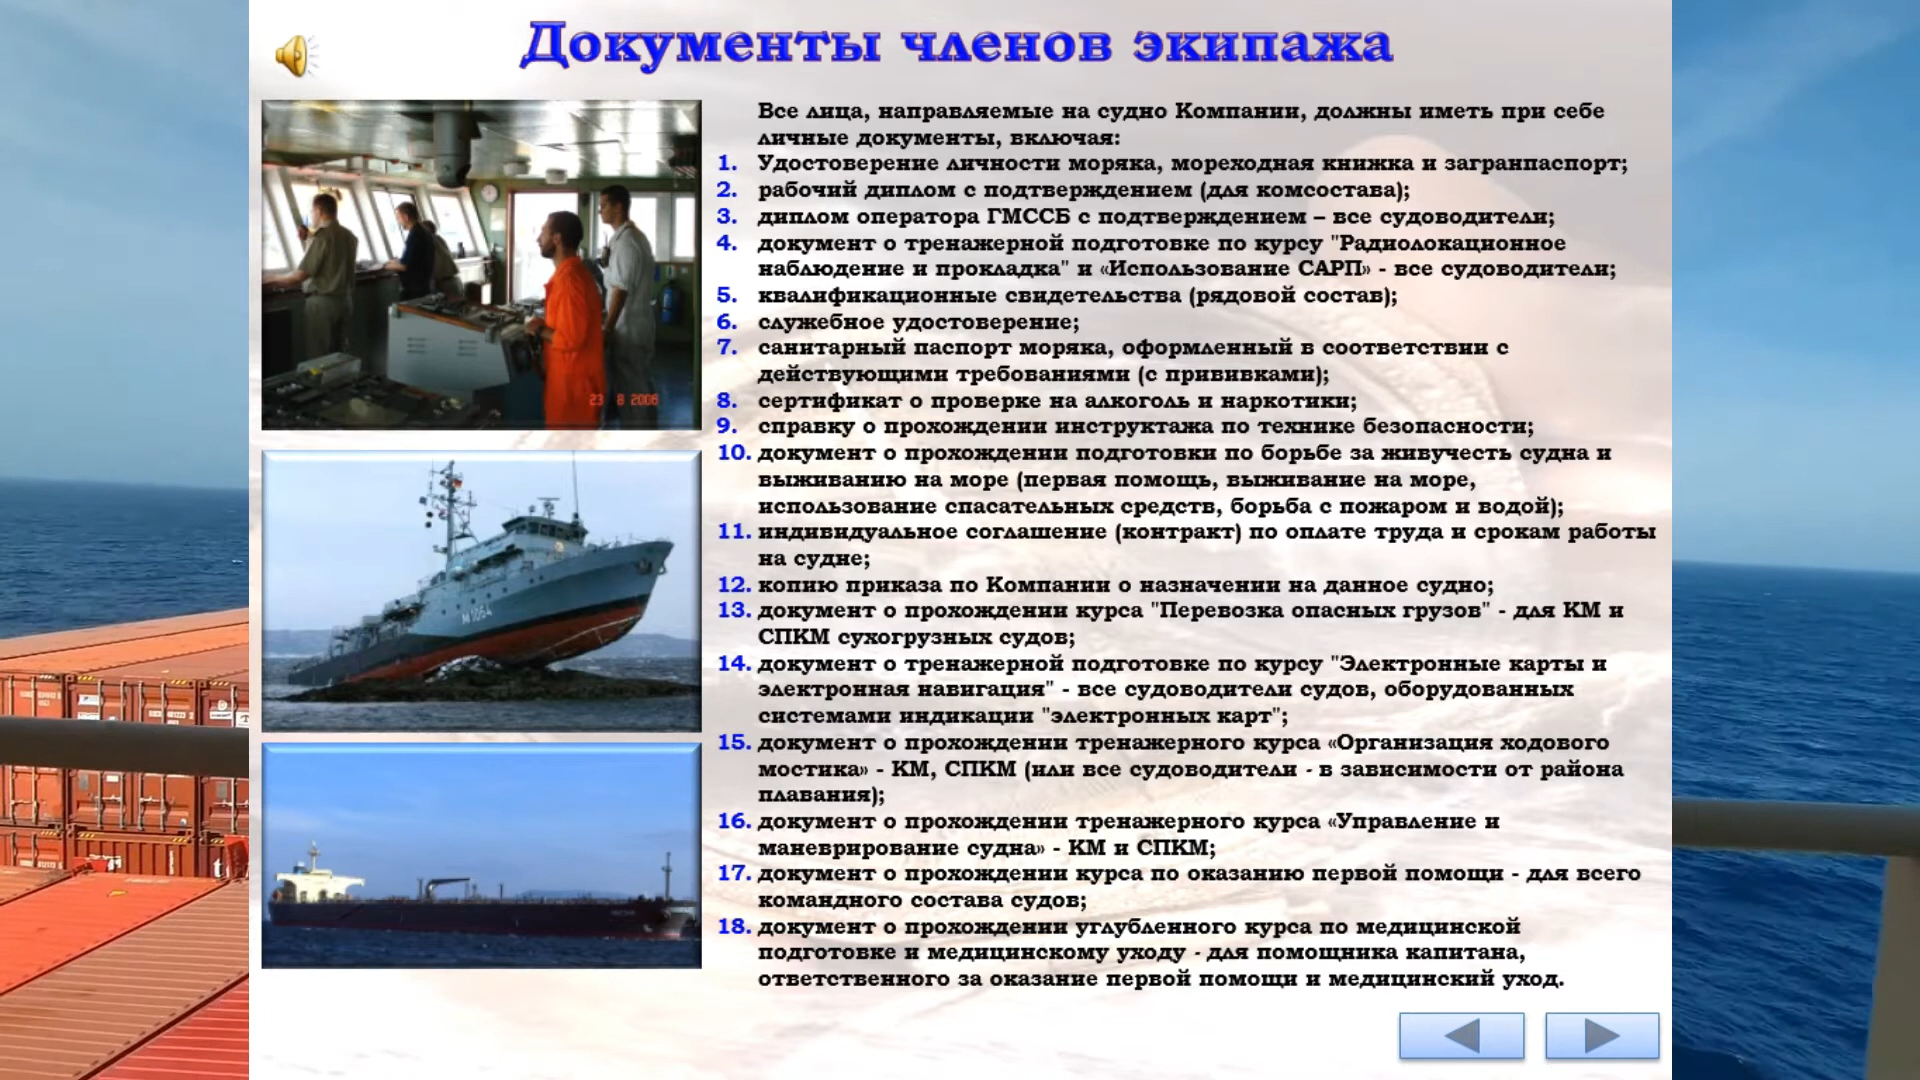 Документы членов экипажа
Все лица, направляемые на судно Компании, должны иметь при себе
личные документы, включая:
1. Удостоверение личности моряка, мореходная книжка и загранпаспорт;
2. рабочий диплом с подтверждением (для комсостава);
3. диплом оператора ГМССБ с подтверждением – все судоводители;
4. документ о тренажерной подготовке по курсу "Радиолокационное
наблюдение и прокладка" и «Использование САРП» - все судоводители;
5. квалификационные свидетельства (рядовой состав);
6. служебное удостоверение;
7. санитарный паспорт моряка, оформленный в соответствии с
действующими требованиями (с прививками);
8. сертификат о проверке на алкоголь и наркотики;
9. справку о прохождении инструктажа по технике безопасности;
10. документ о прохождении подготовки по борьбе за живучесть судна и
выживанию на море (первая помощь, выживание на море,
использование спасательных средств, борьба с пожаром и водой);
11. индивидуальное соглашение (контракт) по оплате труда и срокам работы
на судне;
12. копию приказа по Компании о назначении на данное судно;
13. документ о прохождении курса "Перевозка опасных грузов" - для КМ и
СПКМ сухогрузных судов;
14. документ о тренажерной подготовке по курсу "Электронные карты и
электронная навигация" - все судоводители судов, оборудованных
системами индикации "электронных карт";
15. документ о прохождении тренажерного курса «Организация ходового
мостика» - КМ, СПКМ (или все судоводители - в зависимости от района
плавания);
16. документ о прохождении тренажерного курса «Управление и
маневрирование судна» - КМ и СПКМ;
17. документ о прохождении курса по оказанию первой помощи - для всего
командного состава судов;
18. документ о прохождении углубленного курса по медицинской
подготовке и медицинскому уходу - для помощника капитана,
ответственного за оказание первой помощи и медицинский уход.
23 8 2006
M1064